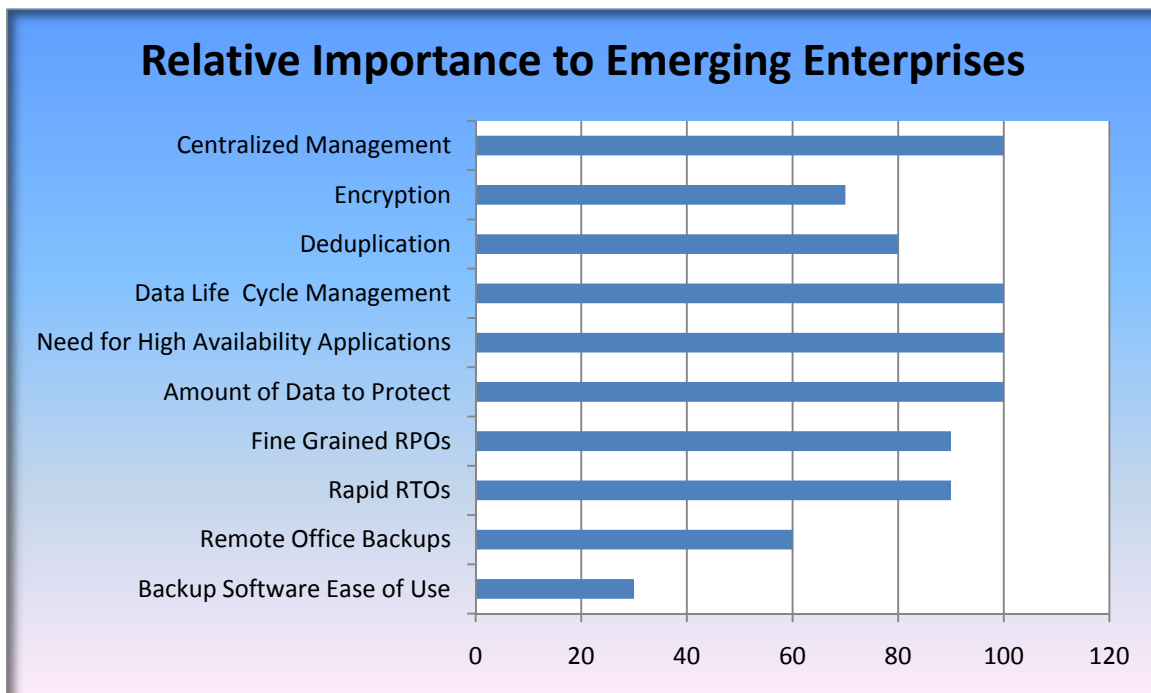 Relative Importance to Emerging Enterprises
Centralized Management
Encryption
Deduplication
Data Life Cycle Management
Need for High Availability Applications
Amount of Data to Protect
Fine Grained RPOs
Rapid RTOs
Remote Office Backups
Backup Software Ease of Use
0 20 40 60 80 100 120